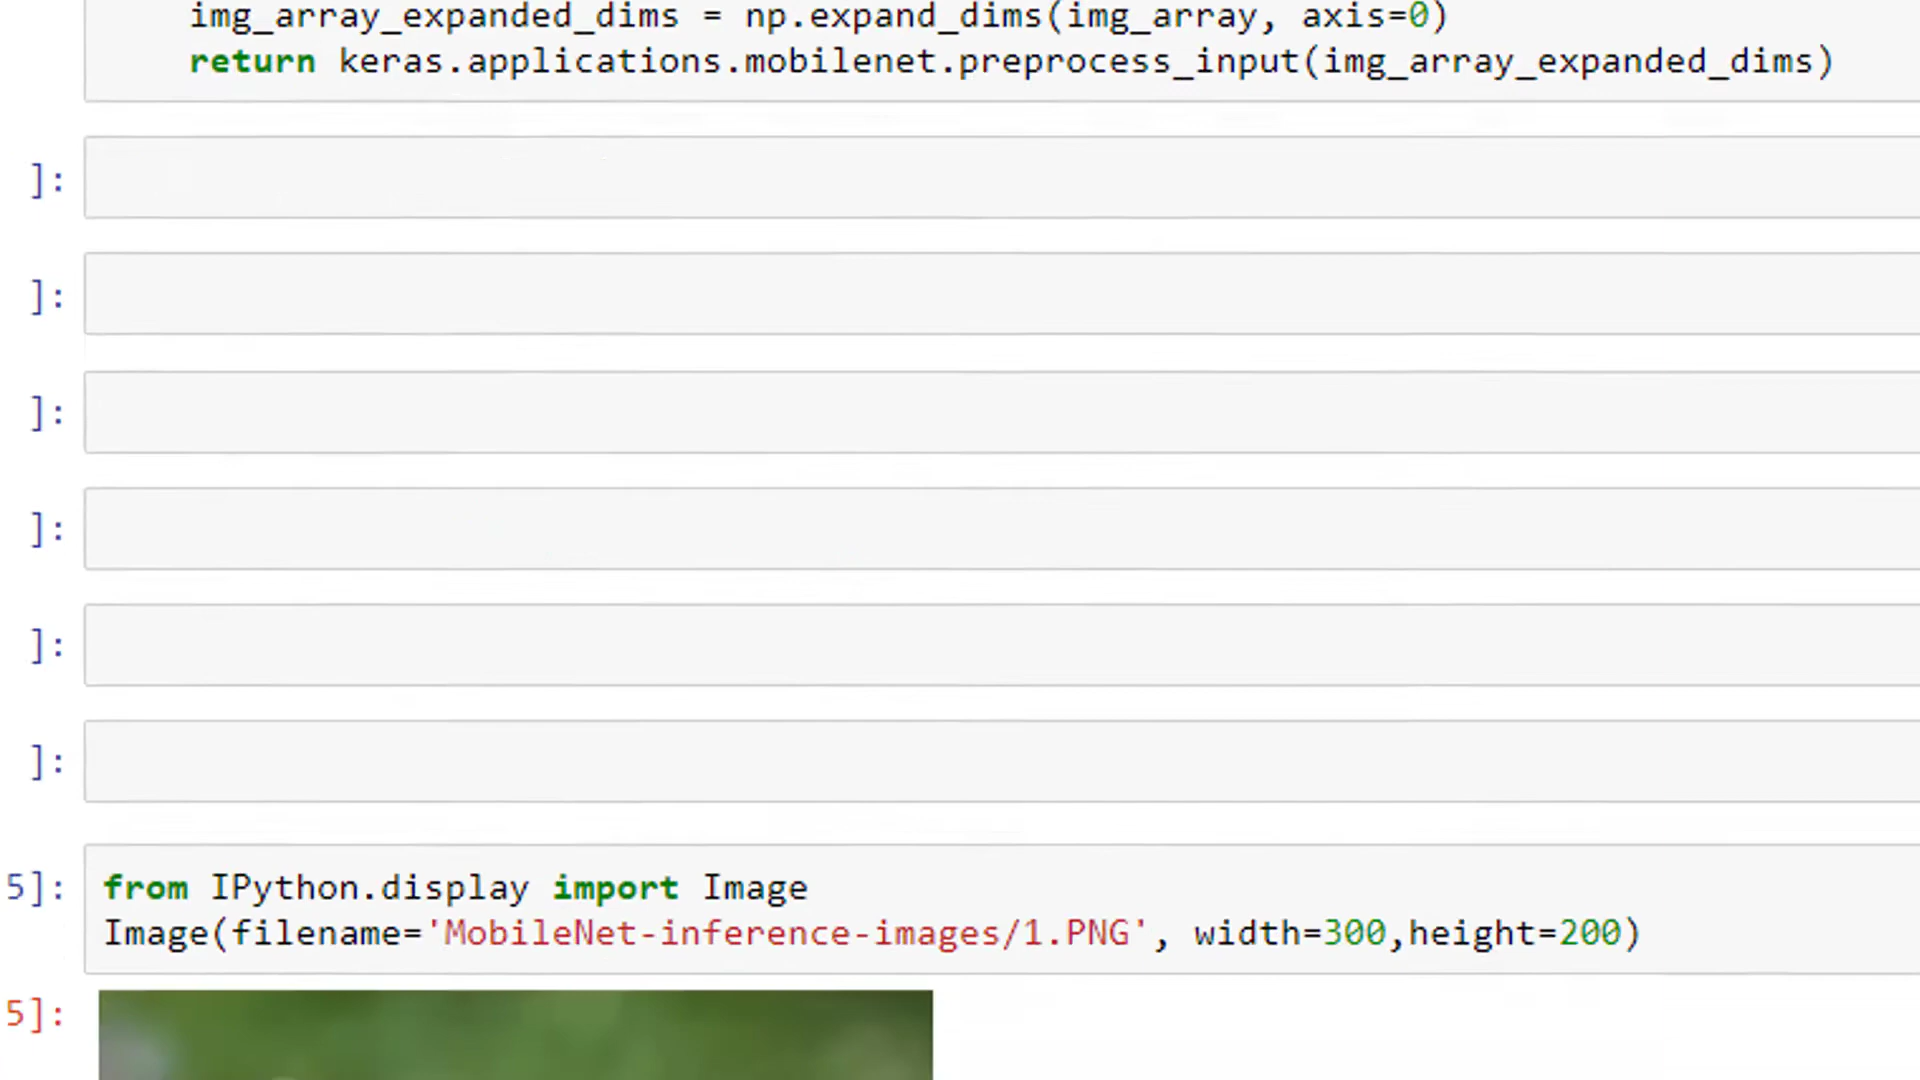 img_array_expanded_dims = np.expand_dims(img_array, axis=0)
return keras.applications.mobilenet.preprocess_input(img_array_expanded_dims)
]:
]:
]:
]:
]:
]:
5]:
from IPython.display import Image
Image(filename='MobileNet-inference-images/1.PNG', width=300,height=200)
5]: